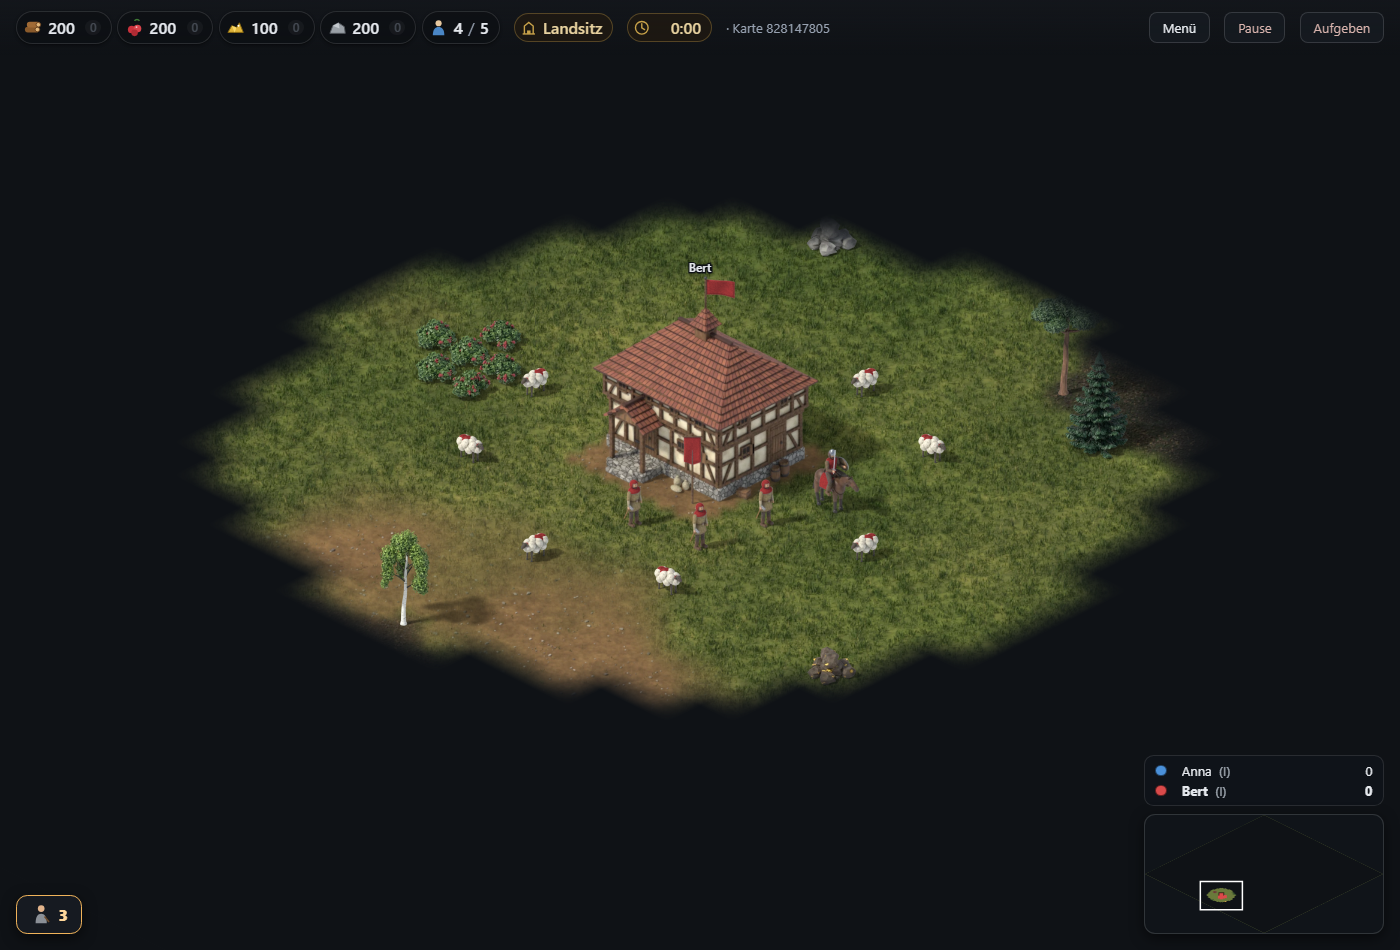 200 0 200 0 100 0 200 0 4 / 5 Landsitz 0:00 · Karte 828147805 Menü Pause Aufgeben
Bert
Anna (I) 0
Bert (I) 0
3